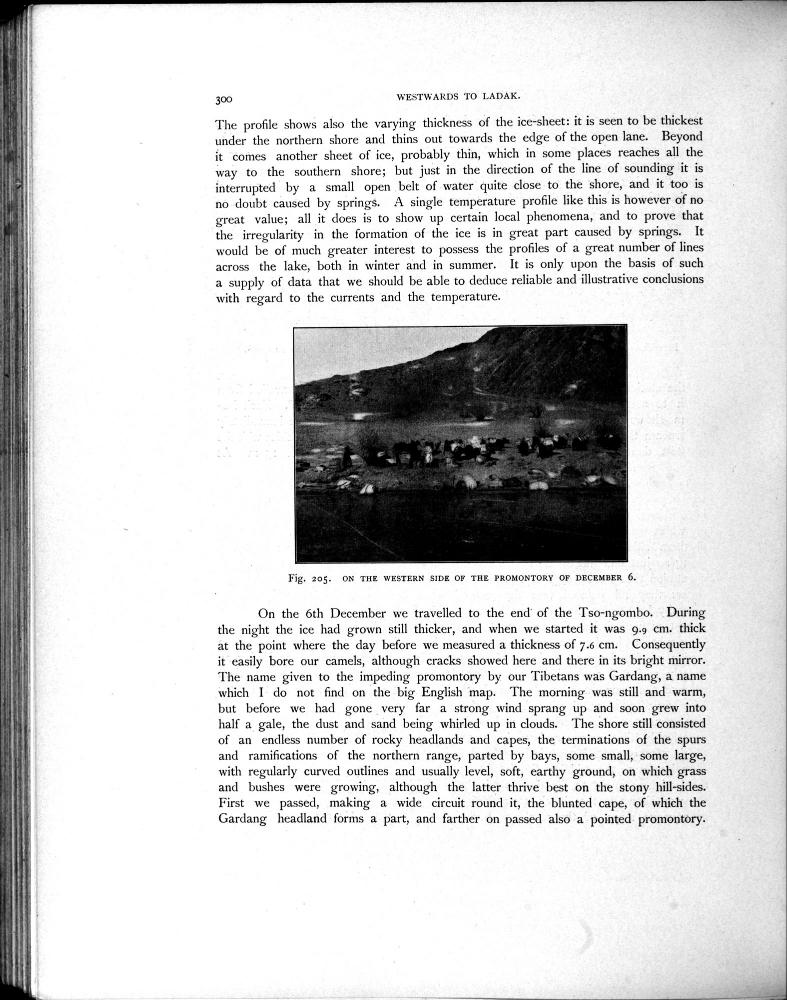 300
WESTWARDS TO LADAK.
The profile shows also the varying thickness of the ice-sheet: it is seen to be thickest
under the northern shore and thins out towards the edge of the open lane. Beyond
it comes another sheet of ice, probably thin, which in some places reaches all the
way to the southern shore; but just in the direction of the line of sounding it is
interrupted by a small open belt of water quite close to the shore, and it too is
no doubt caused by springs. A single temperature profile like this is however of no
great value; all it does is to show up certain local phenomena, and to prove that
the irregularity in the formation of the ice is in great part caused by springs. It
would be of much greater interest to possess the profiles of a great number of lines
across the lake, both in winter and in summer. It is only upon the basis of such
a supply of data that we should be able to deduce reliable and illustrative conclusions
with regard to the currents and the temperature.
Fig. 205. ON THE WESTERN SIDE OF THE PROMONTORY OF DECEMBER 6.
On the 6th December we travelled to the end of the Tso-ngombo. During
the night the ice had grown still thicker, and when we started it was 9.9 cm. thick
at the point where the day before we measured a thickness of 7.6 cm. Consequently
it easily bore our camels, although cracks showed here and there in its bright mirror.
The name given to the impeding promontory by our Tibetans was Gardang, a name
which I do not find on the big English map. The morning was still and warm,
but before we had gone very far a strong wind sprang up and soon grew into
half a gale, the dust and sand being whirled up in clouds. The shore still consisted
of an endless number of rocky headlands and capes, the terminations of the spurs
and ramifications of the northern range, parted by bays, some small, some large,
with regularly curved outlines and usually level, soft, earthy ground, on which grass
and bushes were growing, although the latter thrive best on the stony hill-sides.
First we passed, making a wide circuit round it, the blunted cape, of which the
Gardang headland forms a part, and farther on passed also a pointed promontory.